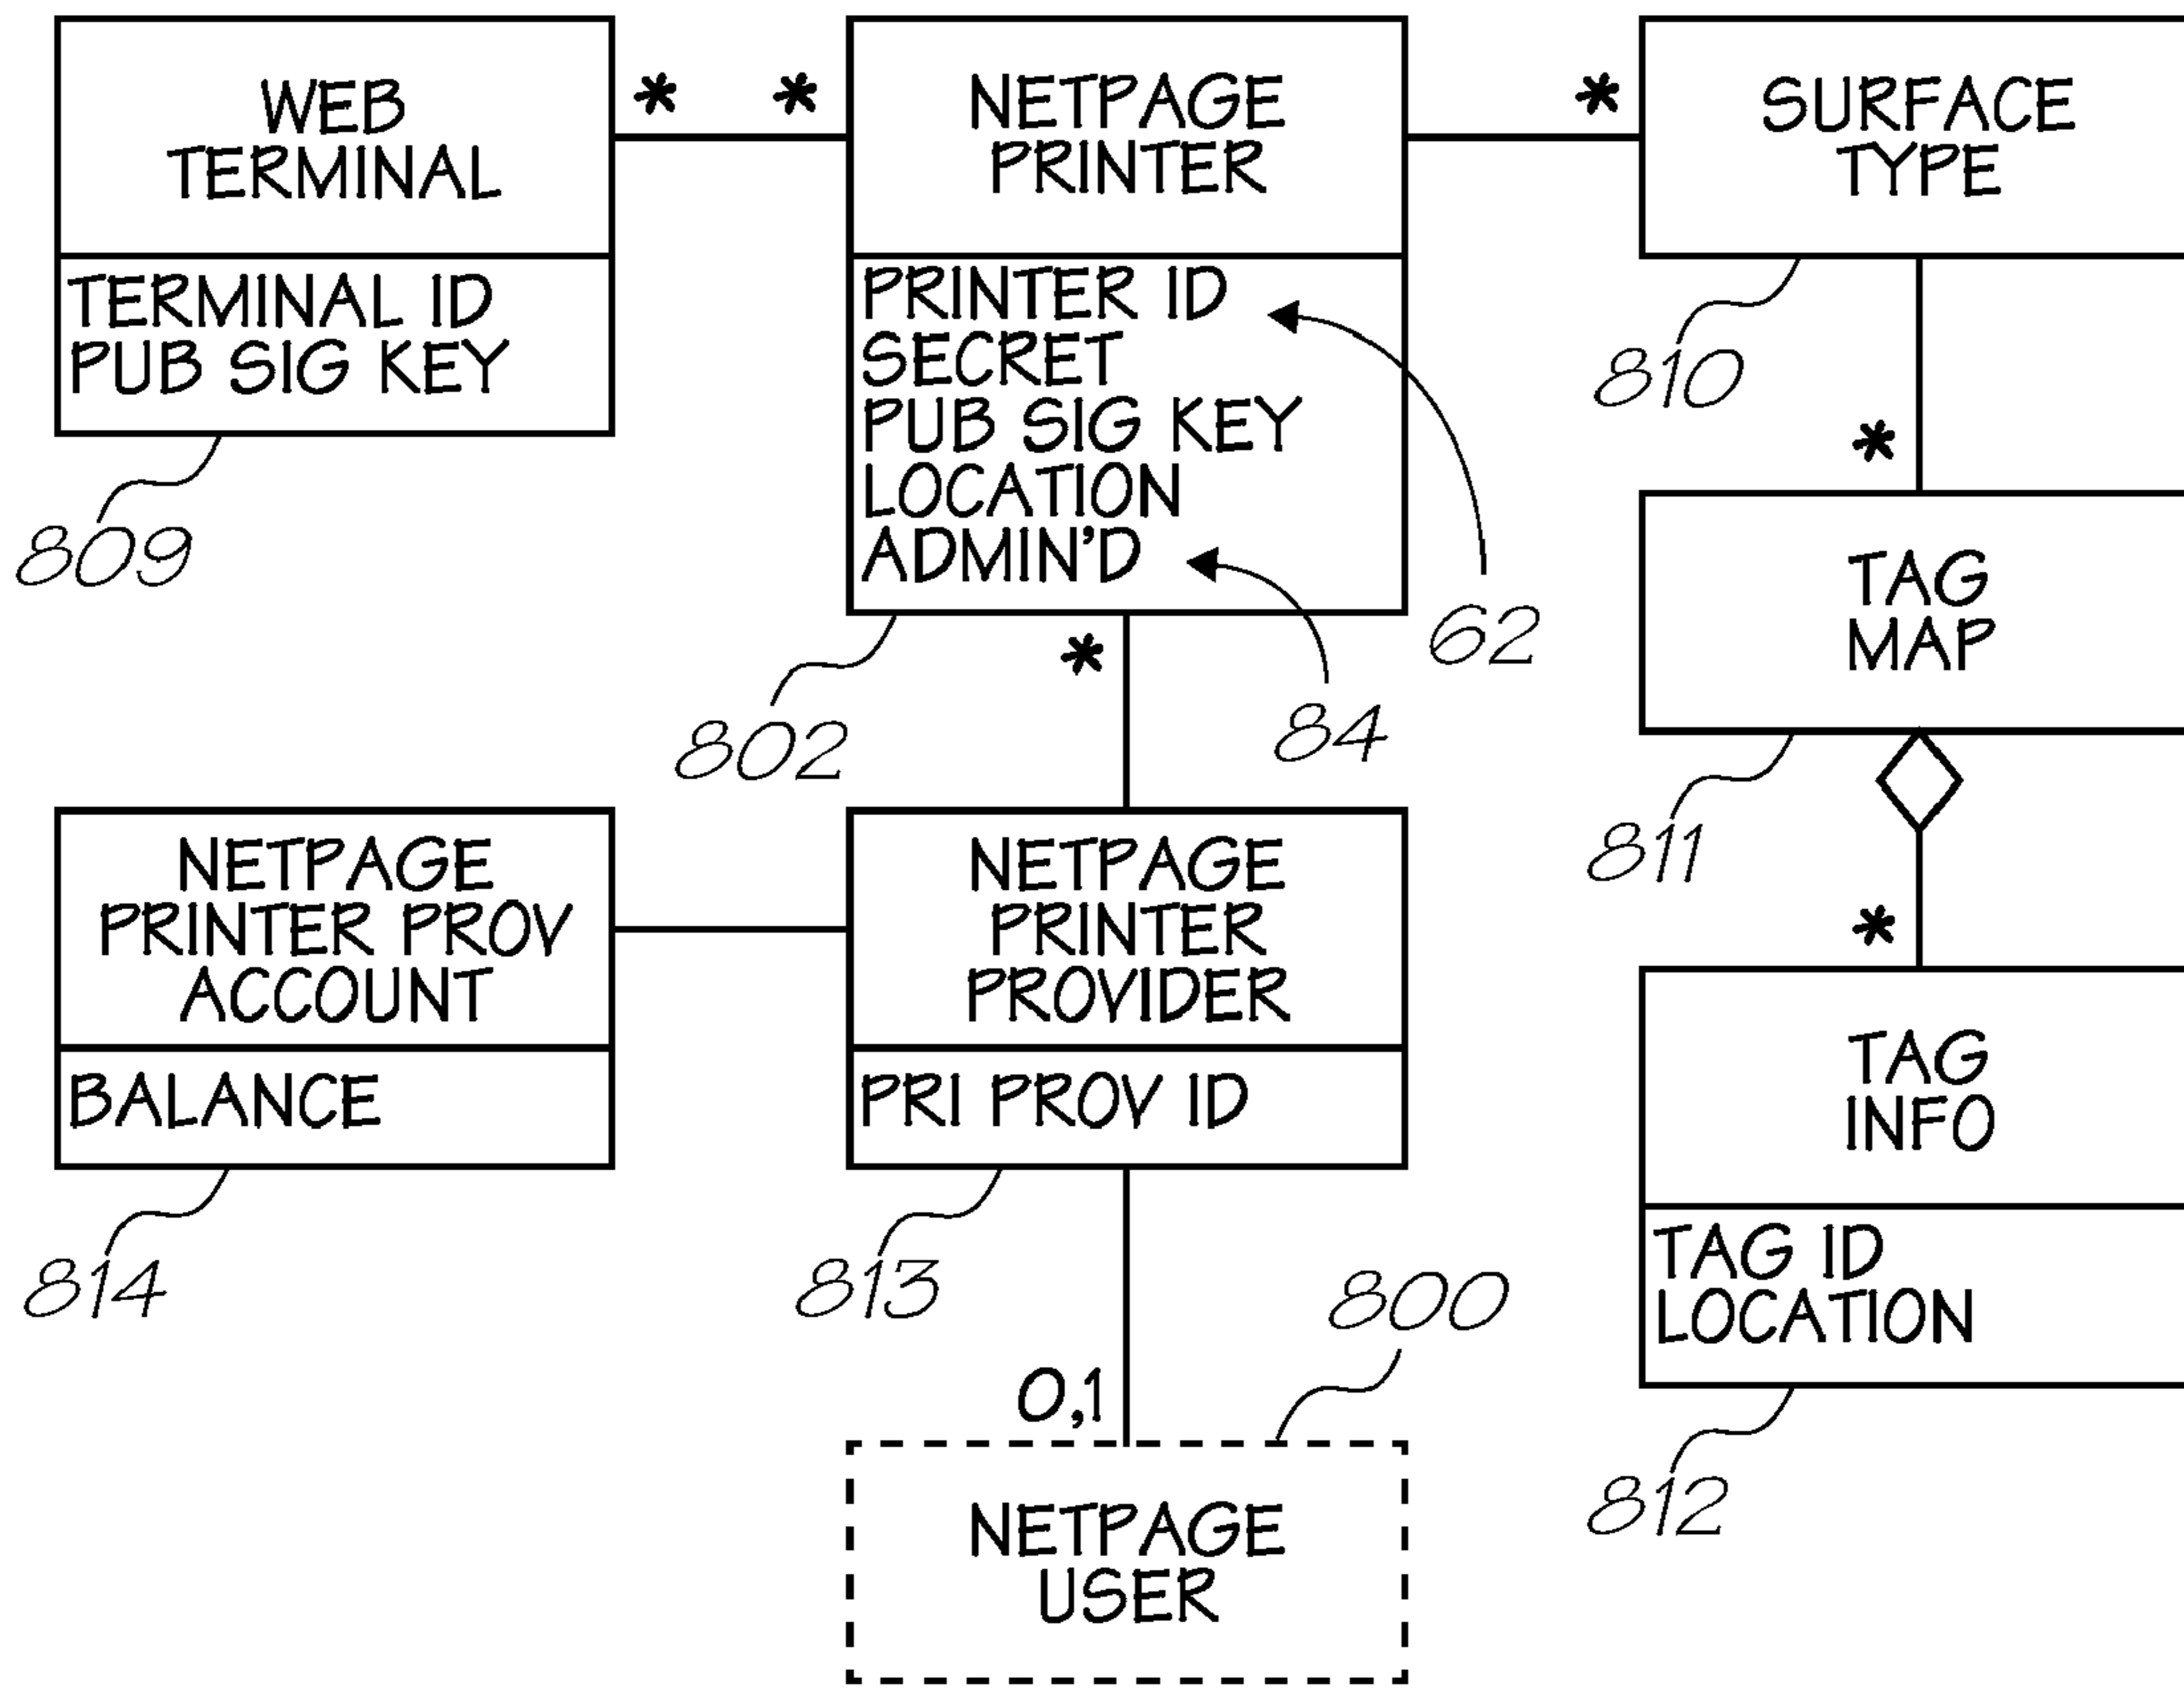 WEB
TERMINAL
* *
NETPAGE
PRINTER
*
SURFACE
TYPE
TERMINAL ID
PUB SIG KEY
PRINTER ID
SECRET
PUB SIG KEY
LOCATION
ADMIN'D
809
802
*
62
84
810
*
TAG
MAP
811
*
NETPAGE
PRINTER PROV
ACCOUNT
BALANCE
814
NETPAGE
PRINTER
PROVIDER
PRI PROV ID
813
TAG
INFO
TAG ID
LOCATION
812
800
0,1
NETPAGE
USER